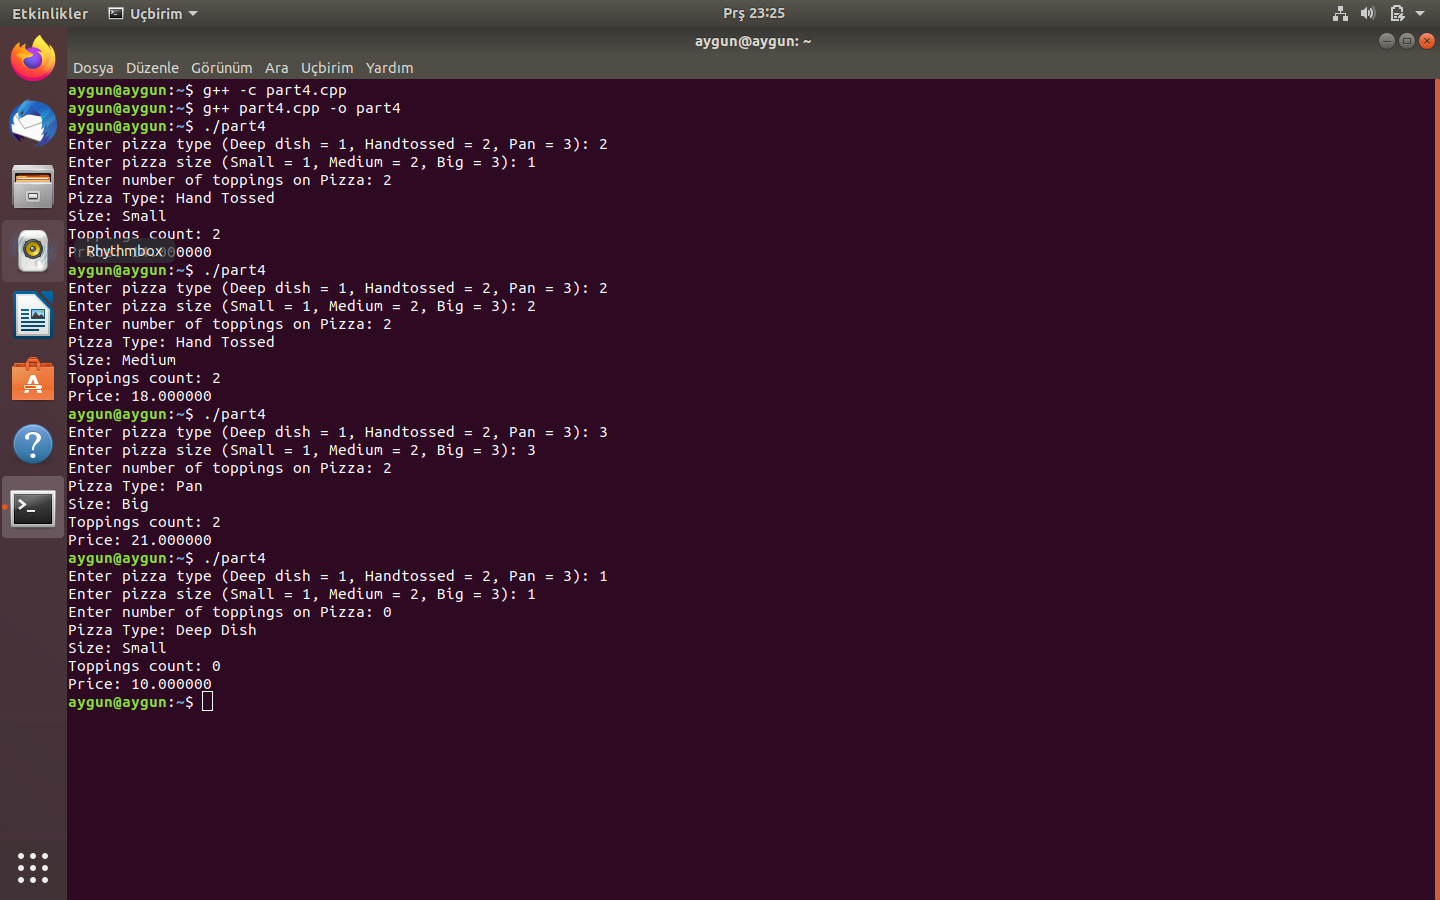 Etkinlikler Uçbirim Prş 23:25
aygun@aygun: ~
Dosya Düzenle Görünüm Ara Uçbirim Yardım
aygun@aygun:~$ g++ -c part4.cpp
aygun@aygun:~$ g++ part4.cpp -o part4
aygun@aygun:~$ ./part4
Enter pizza type (Deep dish = 1, Handtossed = 2, Pan = 3): 2
Enter pizza size (Small = 1, Medium = 2, Big = 3): 1
Enter number of toppings on Pizza: 2
Pizza Type: Hand Tossed
Size: Small
Toppings count: 2
Rhythmbox
aygun@aygun:~$ ./part4
Enter pizza type (Deep dish = 1, Handtossed = 2, Pan = 3): 2
Enter pizza size (Small = 1, Medium = 2, Big = 3): 2
Enter number of toppings on Pizza: 2
Pizza Type: Hand Tossed
Size: Medium
Toppings count: 2
Price: 18.000000
aygun@aygun:~$ ./part4
Enter pizza type (Deep dish = 1, Handtossed = 2, Pan = 3): 3
Enter pizza size (Small = 1, Medium = 2, Big = 3): 3
Enter number of toppings on Pizza: 2
Pizza Type: Pan
Size: Big
Toppings count: 2
Price: 21.000000
aygun@aygun:~$ ./part4
Enter pizza type (Deep dish = 1, Handtossed = 2, Pan = 3): 1
Enter pizza size (Small = 1, Medium = 2, Big = 3): 1
Enter number of toppings on Pizza: 0
Pizza Type: Deep Dish
Size: Small
Toppings count: 0
Price: 10.000000
aygun@aygun:~$